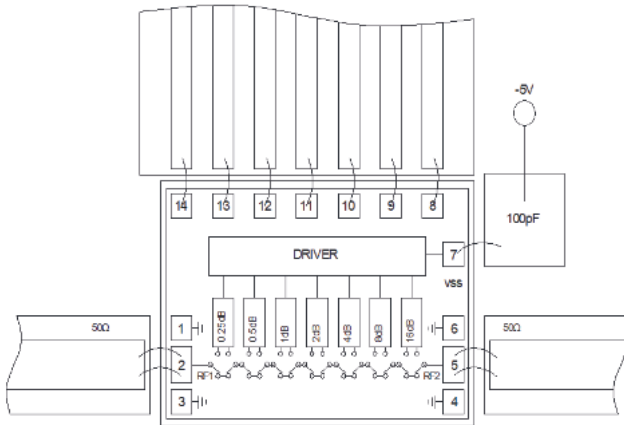 -5V
100pF
14 13 12 11 10 9 8
DRIVER
7
VSS
50Ω
1
0.25dB
0.5dB
1dB
2dB
4dB
8dB
16dB
6
50Ω
2
RF1
RF2
5
3
4